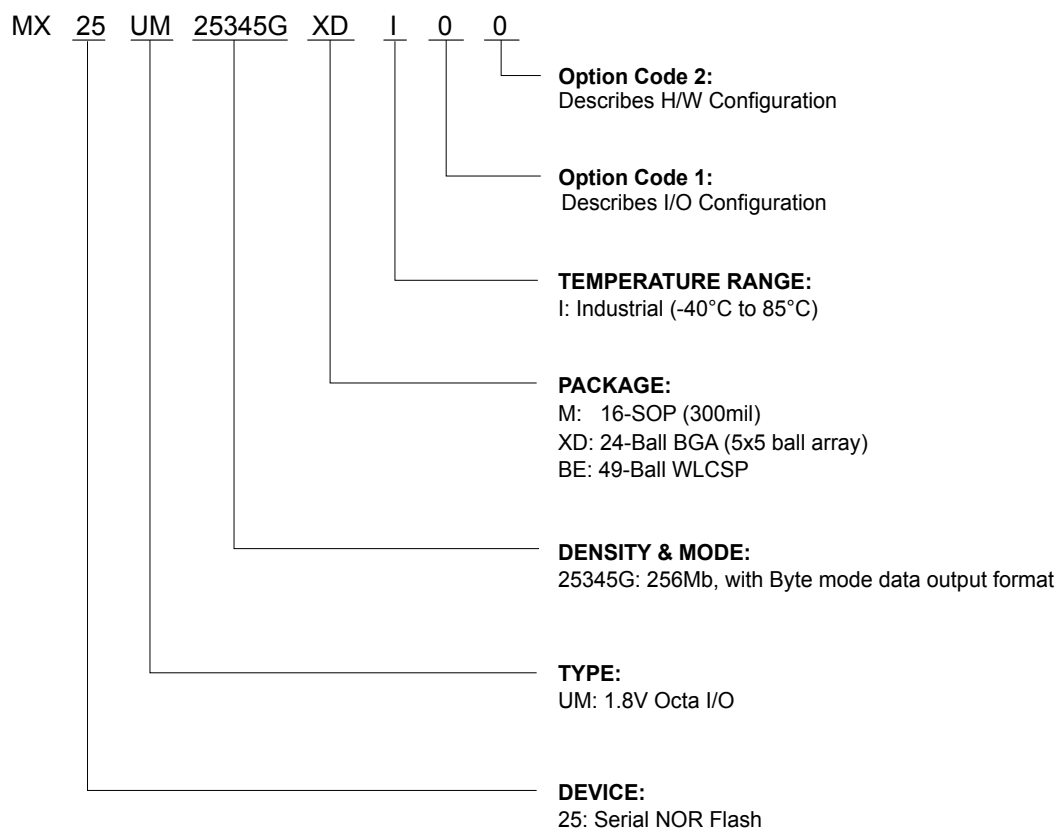 MX 25 UM 25345G XD I 0 0
Option Code 2:
Describes H/W Configuration
Option Code 1:
Describes I/O Configuration
TEMPERATURE RANGE:
I: Industrial (-40°C to 85°C)
PACKAGE:
M: 16-SOP (300mil)
XD: 24-Ball BGA (5x5 ball array)
BE: 49-Ball WLCSP
DENSITY & MODE:
25345G: 256Mb, with Byte mode data output format
TYPE:
UM: 1.8V Octa I/O
DEVICE:
25: Serial NOR Flash